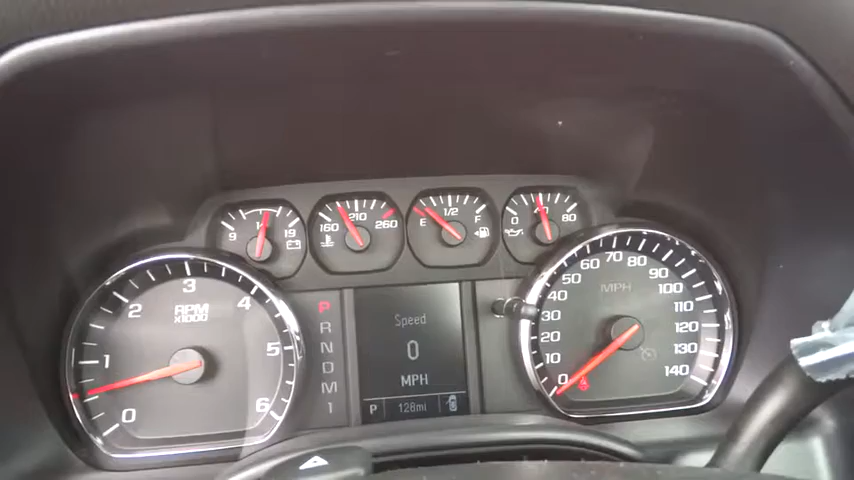 9 19
160 210 260
E 1/2 F
0 40 80
0 1 2 3 4 5 6
RPM
x1000
P
R
N
D
M
1
Speed
0
MPH
P 128mi
MPH
0 10 20 30 40 50 60 70 80 90 100 110 120 130 140